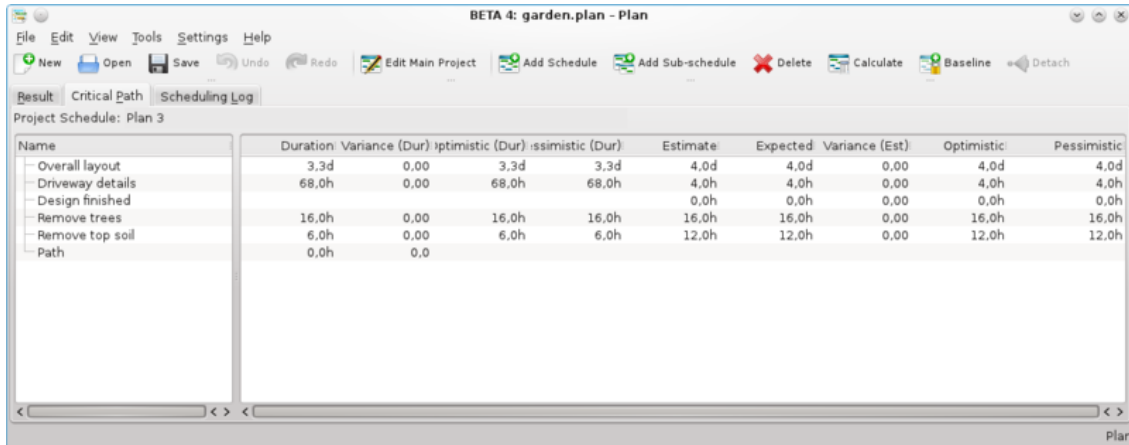 BETA 4: garden.plan - Plan
File Edit View Tools Settings Help
New Open Save Undo Redo Edit Main Project Add Schedule Add Sub-schedule Delete Calculate Baseline Detach
Result Critical Path Scheduling Log
Project Schedule: Plan 3
Name Duration Variance (Dur) ptimistic (Dur) ssimistic (Dur) Estimate Expected Variance (Est) Optimistic Pessimistic
Overall layout 3,3d 0,00 3,3d 3,3d 4,0d 4,0d 0,00 4,0d 4,0d
Driveway details 68,0h 0,00 68,0h 68,0h 4,0h 4,0h 0,00 4,0h 4,0h
Design finished 0,0h 0,0h 0,00 0,0h 0,0h
Remove trees 16,0h 0,00 16,0h 16,0h 16,0h 16,0h 0,00 16,0h 16,0h
Remove top soil 6,0h 0,00 6,0h 6,0h 12,0h 12,0h 0,00 12,0h 12,0h
Path 0,0h 0,0
Plan